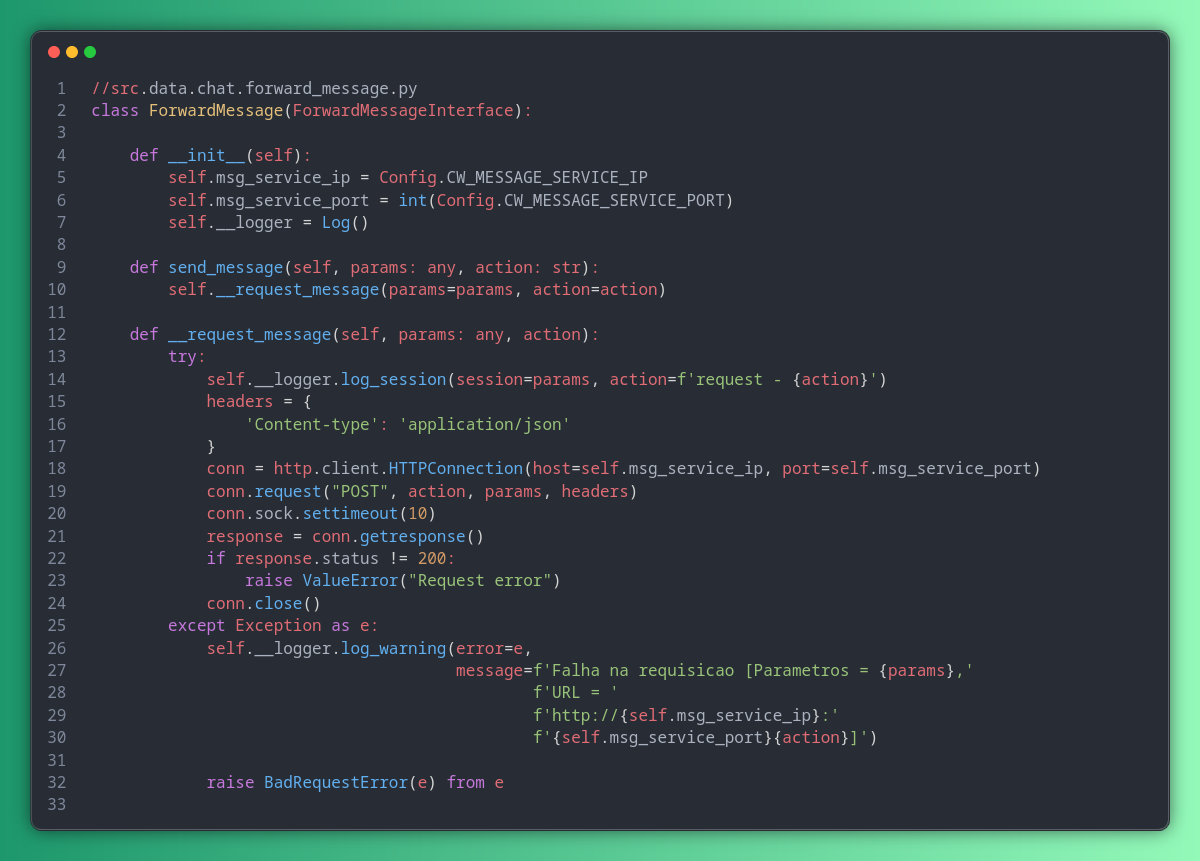 1 //src.data.chat.forward_message.py
2 class ForwardMessage(ForwardMessageInterface):
3
4     def __init__(self):
5         self.msg_service_ip = Config.CW_MESSAGE_SERVICE_IP
6         self.msg_service_port = int(Config.CW_MESSAGE_SERVICE_PORT)
7         self.__logger = Log()
8
9     def send_message(self, params: any, action: str):
10         self.__request_message(params=params, action=action)
11
12     def __request_message(self, params: any, action):
13         try:
14             self.__logger.log_session(session=params, action=f'request - {action}')
15             headers = {
16                 'Content-type': 'application/json'
17             }
18             conn = http.client.HTTPConnection(host=self.msg_service_ip, port=self.msg_service_port)
19             conn.request("POST", action, params, headers)
20             conn.sock.settimeout(10)
21             response = conn.getresponse()
22             if response.status != 200:
23                 raise ValueError("Request error")
24             conn.close()
25         except Exception as e:
26             self.__logger.log_warning(error=e,
27                                       message=f'Falha na requisicao [Parametros = {params},'
28                                               f'URL = '
29                                               f'http://{self.msg_service_ip}:'
30                                               f'{self.msg_service_port}{action}]')
31
32             raise BadRequestError(e) from e
33